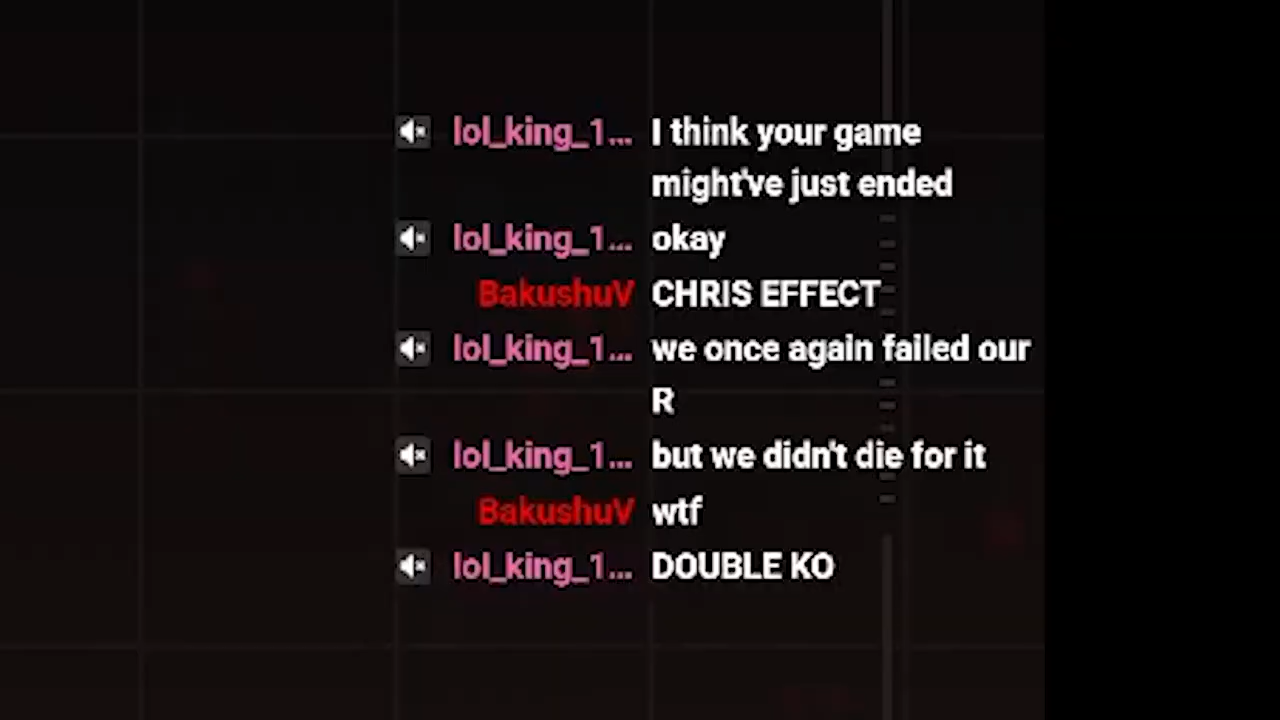 lol_king_1... I think your game
might've just ended
lol_king_1... okay
BakushuV CHRIS EFFECT
lol_king_1... we once again failed our
R
lol_king_1... but we didn't die for it
BakushuV wtf
lol_king_1... DOUBLE KO